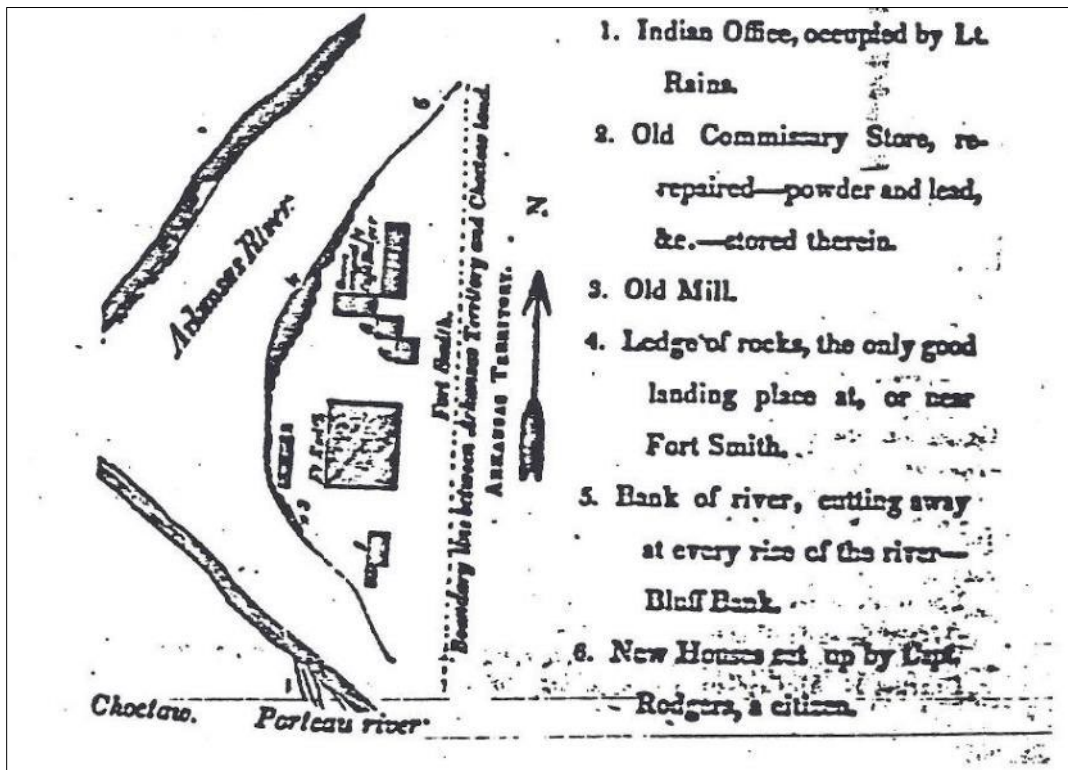 Arkansas River.
4
5
Fort Smith.
Boundary line between Arkansas Territory and Choctaw land.
ARKANSAS TERRITORY.
N
Choctaw.
Porteau river
1. Indian Office, occupied by Lt.
Rains.
2. Old Commissary Store, re-
repaired—powder and lead,
&c.—stored therein.
3. Old Mill.
4. Ledge of rocks, the only good
landing place at, or near
Fort Smith.
5. Bank of river, cutting away
at every rise of the river—
Bluff Bank.
6. New Houses set up by Capt.
Rodgers, a citizen.